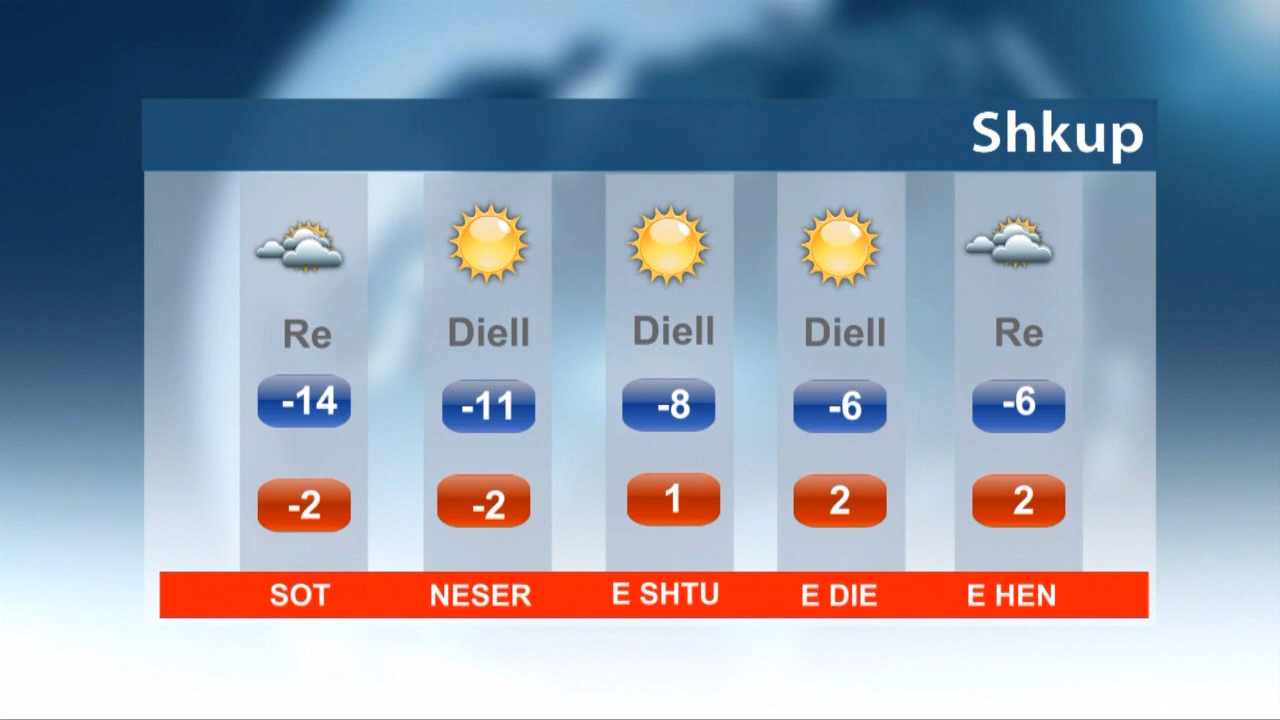 Shkup
Re Diell Diell Diell Re
-14 -11 -8 -6 -6
-2 -2 1 2 2
SOT NESER E SHTU E DIE E HEN